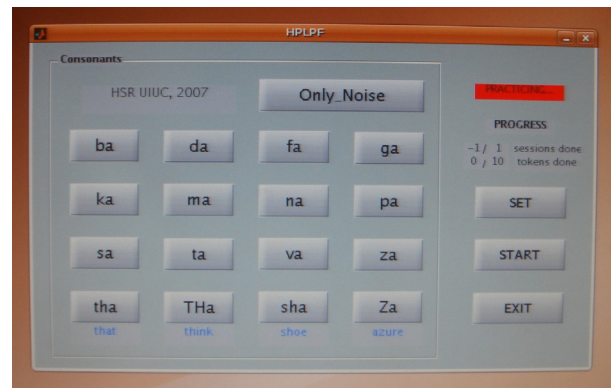 HPLPF
Consonants
HSR UIUC, 2007
Only_Noise
PRACTICING...
PROGRESS
-1 / 1 sessions done
0 / 10 tokens done
ba da fa ga
ka ma na pa
SET
sa ta va za
START
tha THa sha Za
EXIT
that think shoe azure